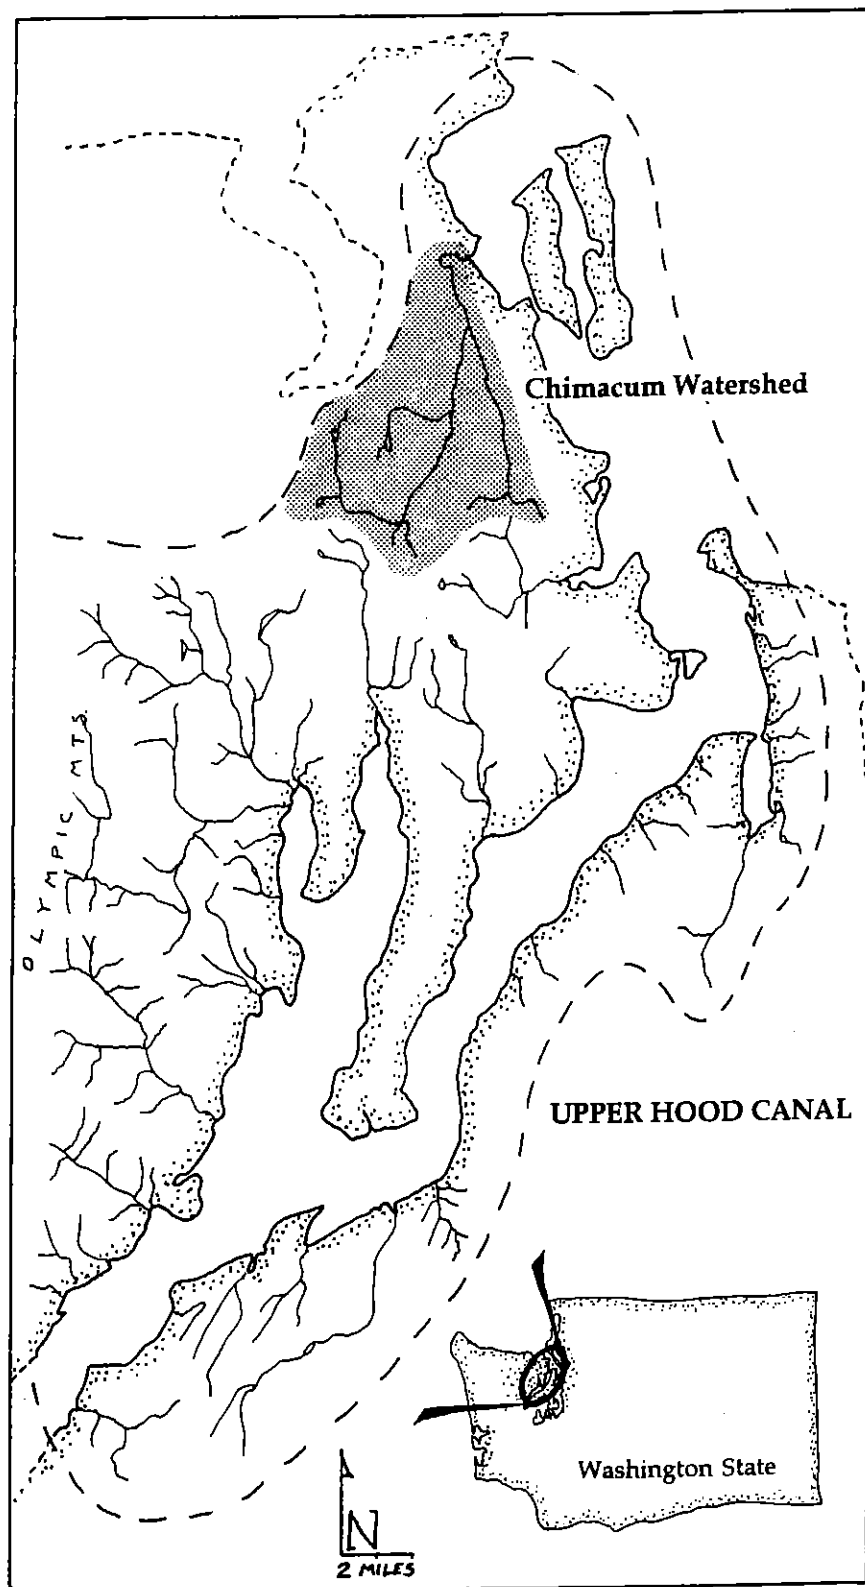 Chimacum Watershed
OLYMPIC MTS.
UPPER HOOD CANAL
Washington State
N
2 MILES